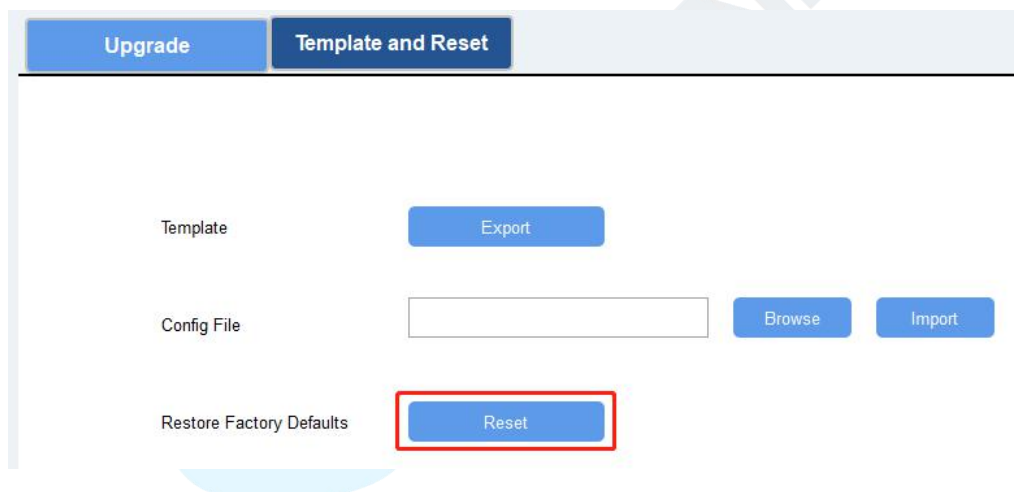 Upgrade Template and Reset
Template Export
Config File Browse Import
Restore Factory Defaults Reset